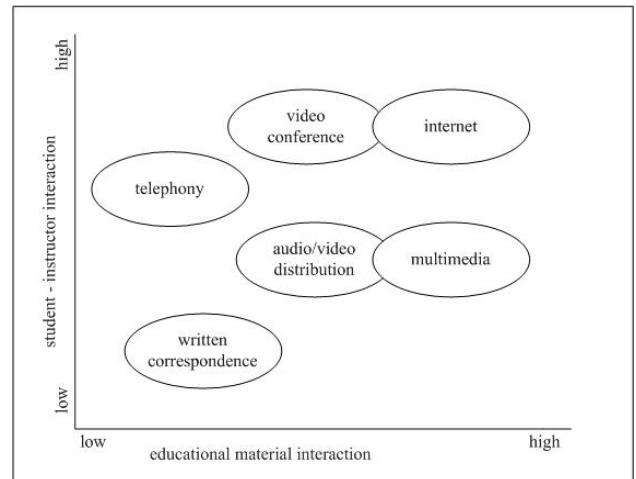 high
video
conference
internet
telephony
student - instructor interaction
audio/video
distribution
multimedia
written
correspondence
low
low
high
educational material interaction